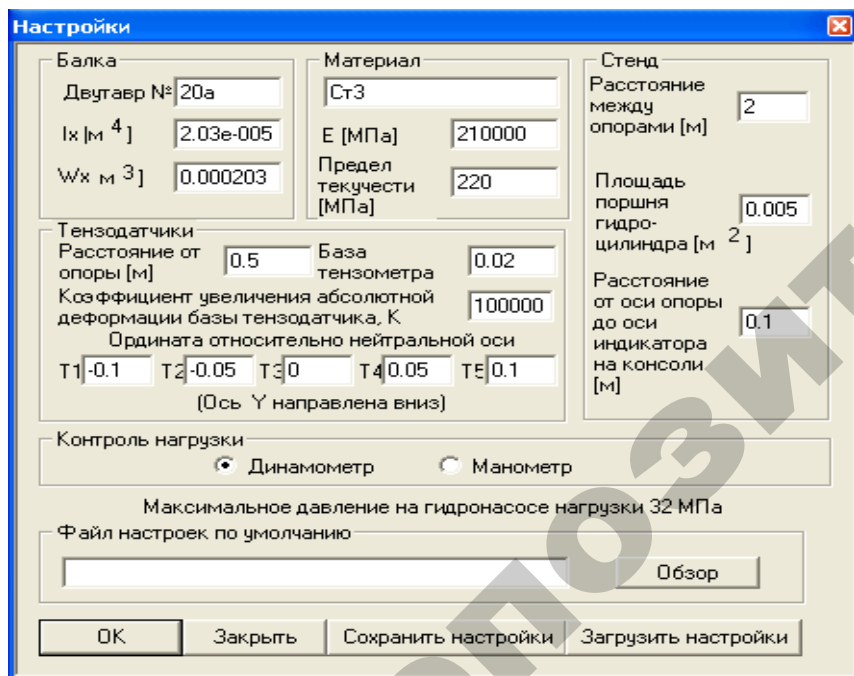 Настройки
Балка
Двутавр № 20а
Ix |м 4 ] 2.03e-005
Wx м 3 ] 0.000203
Материал
Ст3
E [МПа] 210000
Предел
текучести
[МПа]
220
Стенд
Расстояние
между
опорами [м]
2
Площадь
поршня
гидро-
цилиндра [м 2 ]
0.005
Расстояние
от оси опоры
до оси
индикатора
на консоли
[м]
0.1
Тензодатчики
Расстояние от
опоры [м]
0.5
База
тензометра
0.02
Коэффициент увеличения абсолютной
деформации базы тензодатчика, К
100000
Ордината относительно нейтральной оси
T1 -0.1 T2 -0.05 T3 0 T4 0.05 T5 0.1
(Ось Y направлена вниз)
Контроль нагрузки
Динамометр Манометр
Максимальное давление на гидронасосе нагрузки 32 МПа
Файл настроек по умолчанию
Обзор
OK Закрыть Сохранить настройки Загрузить настройки
позит